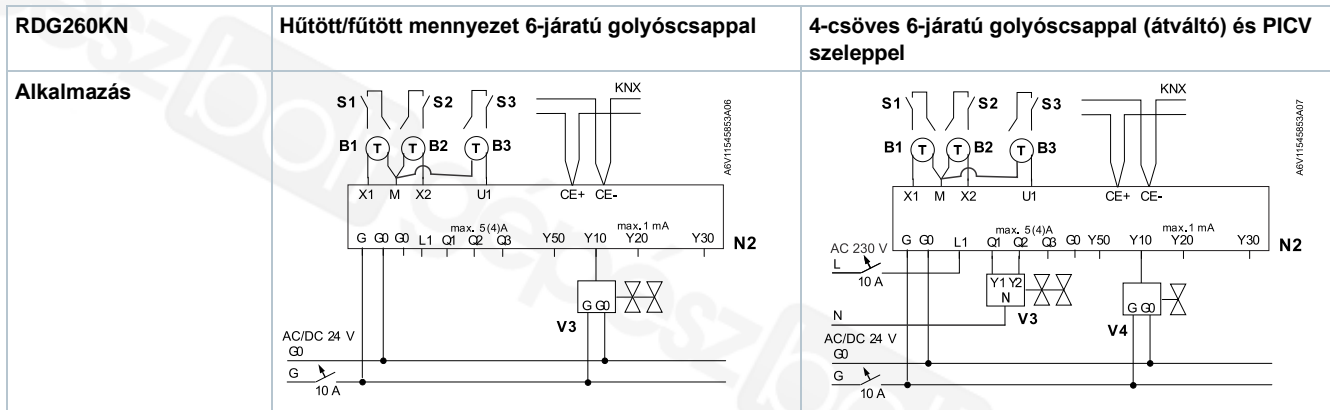 RDG260KN
Hűtött/fűtött mennyezet 6-járatú golyóscsappal
4-csöves 6-járatú golyóscsappal (átváltó) és PICV
szeleppel
Alkalmazás
S1 S2 S3 KNX
B1 T T B2 T B3
A6V11545853A06
X1 M X2 U1 CE+ CE-
max. 5(4)A max. 1 mA
G G0 G0 L1 Q1 Q2 Q3 Y50 Y10 Y20 Y30 N2
G G0
V3
AC/DC 24 V
G0
G
10 A
S1 S2 S3 KNX
B1 T T B2 T B3
A6V11545853A07
X1 M X2 U1 CE+ CE-
max. 5(4)A max. 1 mA
G G0 L1 Q1 Q2 Q3 G0 Y50 Y10 Y20 Y30 N2
AC 230 V
L
10 A
Y1 Y2
N
V3
G G0
V4
N
AC/DC 24 V
G0
G
10 A